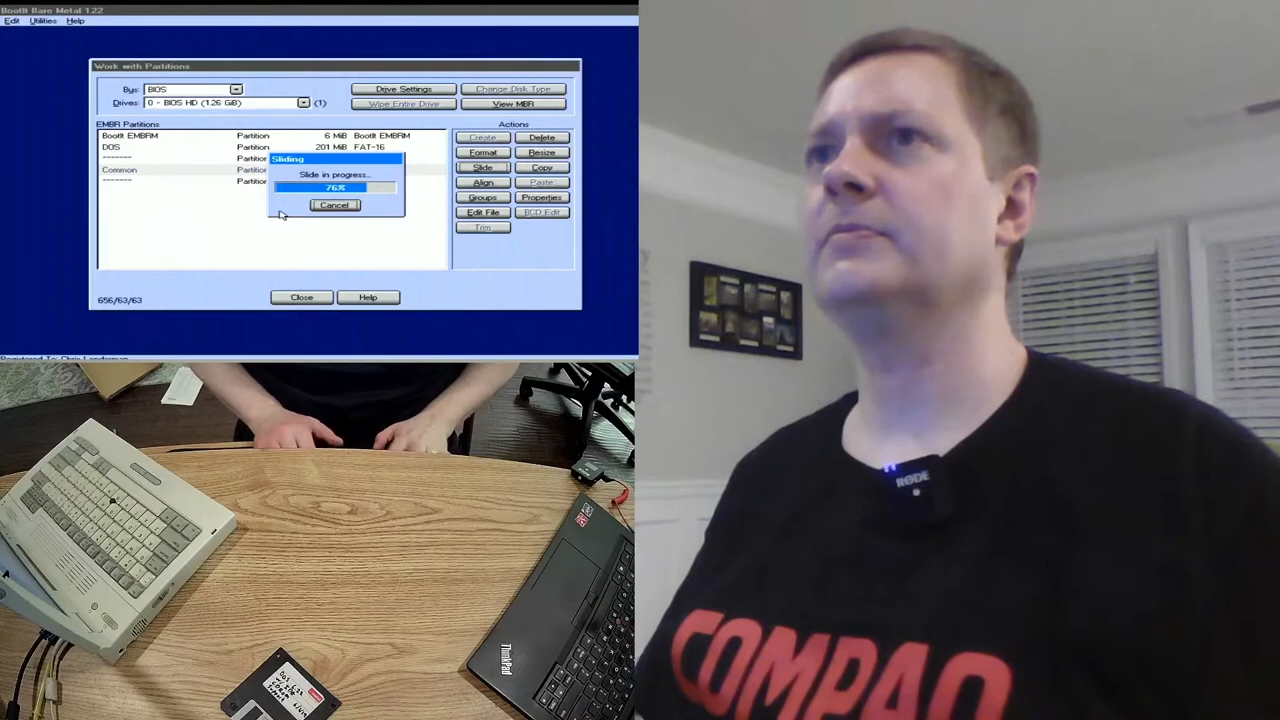 BootIt Bare Metal 1.22
Edit Utilities Help
Work with Partitions
By: BIOS
Drives: 0 - BIOS HD (1.26 GiB) (1)
Drive Settings Change Disk Type
Wipe Entire Drive View MBR
EMBR Partitions
Actions
BootIt EMBRM Partition 6 MiB BootIt EMBRM
DOS Partition 201 MiB FAT-16
------- Partition
Common Partition
------- Partition
Sliding
Slide in progress...
76%
Cancel
Create Delete
Format Resize
Slide Copy
Align Paste
Groups Properties
Edit File BCD Edit
Trim
656/63/63
Close Help
Registered To: Chris
RODE
COMPAQ
ThinkPad